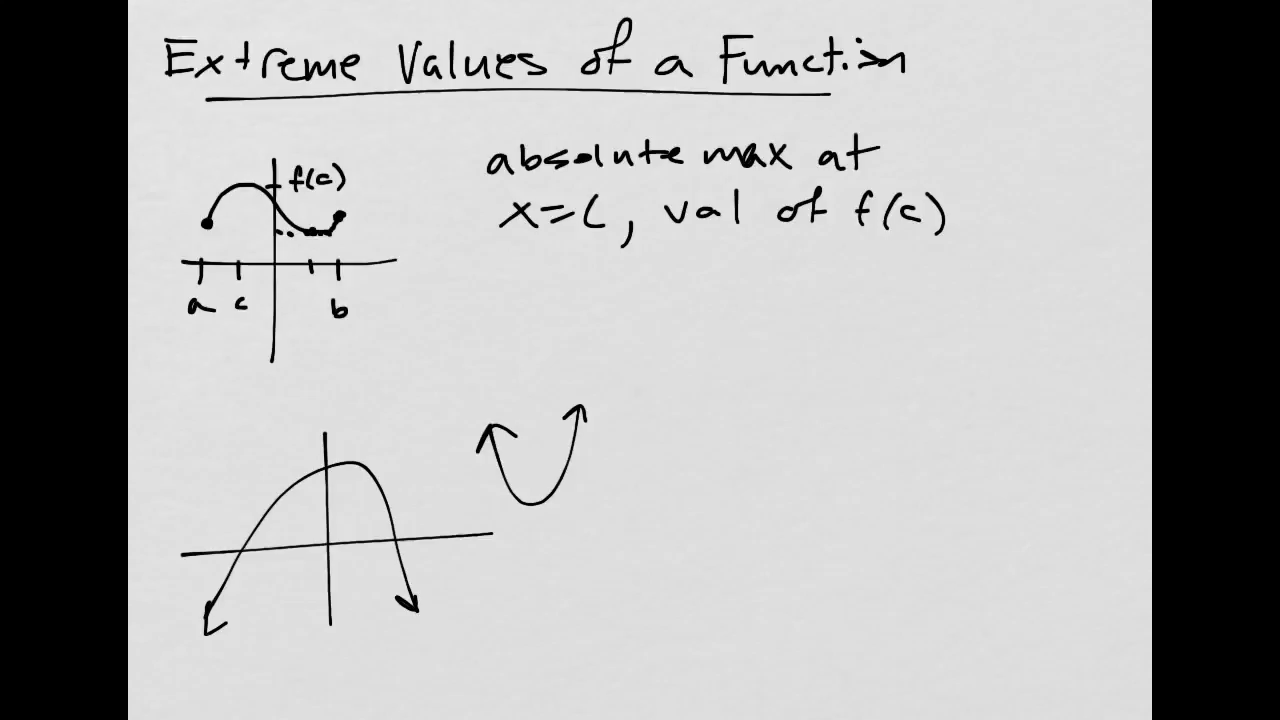 Extreme Values of a Function
absolute max at
x=c, val of f(c)
f(c)
a c b